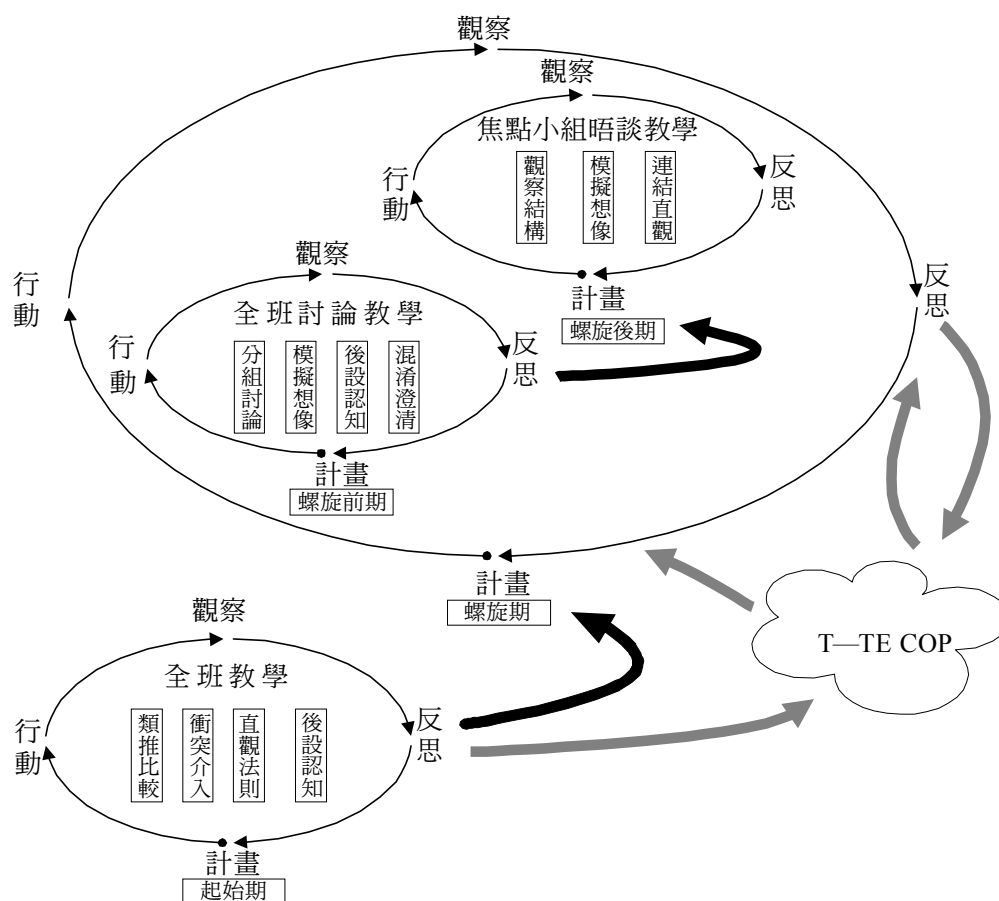 觀察
觀察
焦點小組晤談教學
觀察結構
模擬想像
連結直觀
行動
反思
計畫
螺旋後期
觀察
全班討論教學
分組討論
模擬想像
後設認知
混淆澄清
行動
反思
計畫
螺旋前期
行動
反思
計畫
螺旋期
T—TE COP
觀察
全班教學
類推比較
衝突介入
直觀法則
後設認知
行動
反思
計畫
起始期